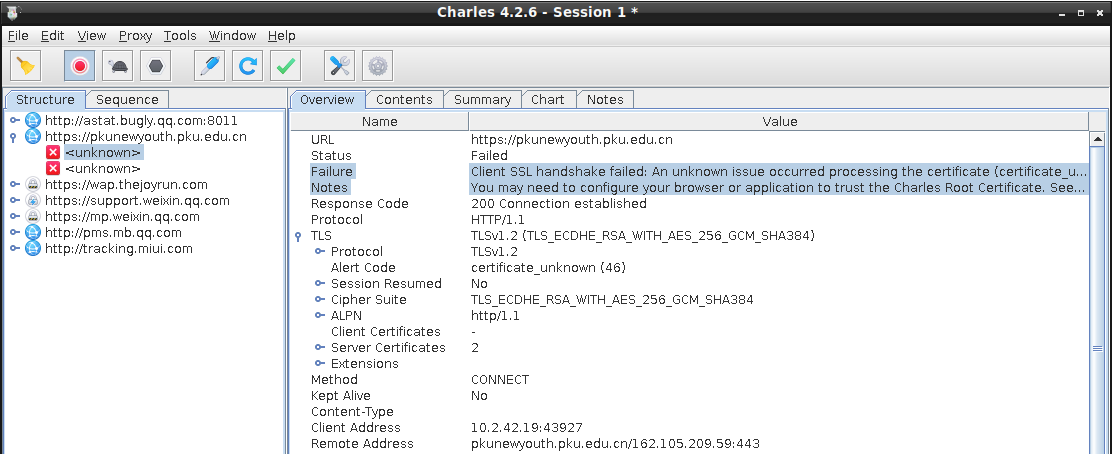 Charles 4.2.6 - Session 1 *
File Edit View Proxy Tools Window Help
Structure Sequence
http://astat.bugly.qq.com:8011
https://pkunewyouth.pku.edu.cn
<unknown>
<unknown>
https://wap.thejoyrun.com
https://support.weixin.qq.com
https://mp.weixin.qq.com
http://pms.mb.qq.com
http://tracking.miui.com
Overview Contents Summary Chart Notes
Name Value
URL https://pkunewyouth.pku.edu.cn
Status Failed
Failure Client SSL handshake failed: An unknown issue occurred processing the certificate (certificate_u...
Notes You may need to configure your browser or application to trust the Charles Root Certificate. See...
Response Code 200 Connection established
Protocol HTTP/1.1
TLS TLSv1.2 (TLS_ECDHE_RSA_WITH_AES_256_GCM_SHA384)
Protocol TLSv1.2
Alert Code certificate_unknown (46)
Session Resumed No
Cipher Suite TLS_ECDHE_RSA_WITH_AES_256_GCM_SHA384
ALPN http/1.1
Client Certificates -
Server Certificates 2
Extensions
Method CONNECT
Kept Alive No
Content-Type
Client Address 10.2.42.19:43927
Remote Address pkunewyouth.pku.edu.cn/162.105.209.59:443